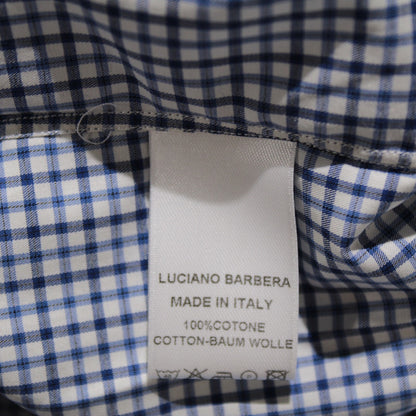 LUCIANO BARBERA
MADE IN ITALY
100%COTONE
COTTON-BAUM WOLLE